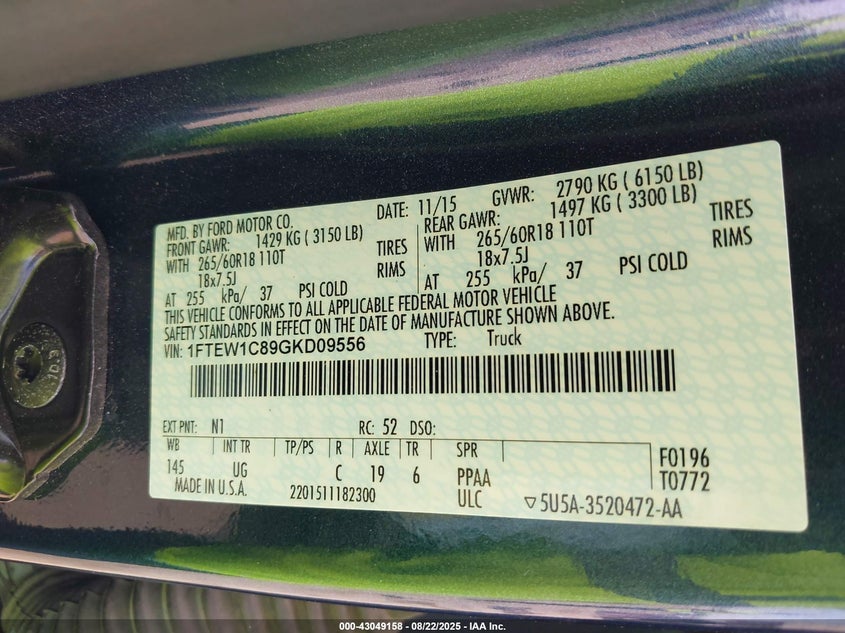 MFD. BY FORD MOTOR CO. DATE: 11/15 GVWR: 2790 KG ( 6150 LB)
FRONT GAWR: 1429 KG ( 3150 LB) REAR GAWR: 1497 KG ( 3300 LB)
WITH 265/60R18 110T TIRES WITH 265/60R18 110T TIRES
18x7.5J RIMS 18x7.5J RIMS
AT 255 kPa/ 37 PSI COLD AT 255 kPa/ 37 PSI COLD
THIS VEHICLE CONFORMS TO ALL APPLICABLE FEDERAL MOTOR VEHICLE
SAFETY STANDARDS IN EFFECT ON THE DATE OF MANUFACTURE SHOWN ABOVE.
VIN: 1FTEW1C89GKD09556 TYPE: Truck
EXT PNT: N1 RC: 52 DSO:
WB INT TR TP/PS R AXLE TR SPR F0196
145 UG C 19 6 PPAA T0772
MADE IN U.S.A. 2201511182300 ULC ▽5U5A-3520472-AA
10.9
000-43049158 - 08/22/2025 - IAA Inc.